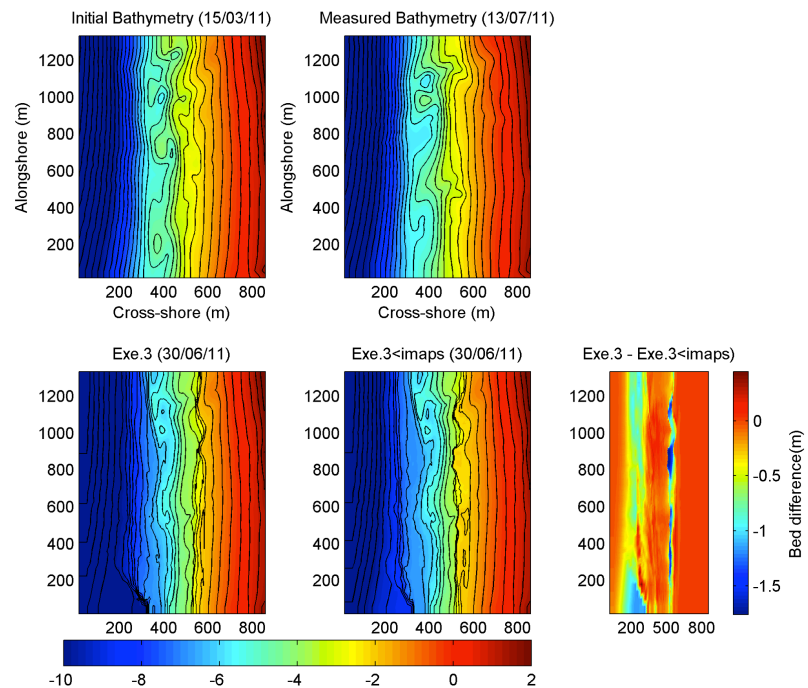 Initial Bathymetry (15/03/11)
Measured Bathymetry (13/07/11)
Alongshore (m)
1200
1000
800
600
400
200
200 400 600 800
Cross-shore (m)
Alongshore (m)
1200
1000
800
600
400
200
200 400 600 800
Cross-shore (m)
Exe.3 (30/06/11)
Exe.3<imaps (30/06/11)
Exe.3 - Exe.3<imaps)
1200
1000
800
600
400
200
200 400 600 800
1200
1000
800
600
400
200
200 400 600 800
1200
1000
800
600
400
200
200 500 800
0
-0.5
-1
-1.5
Bed difference(m)
-10 -8 -6 -4 -2 0 2